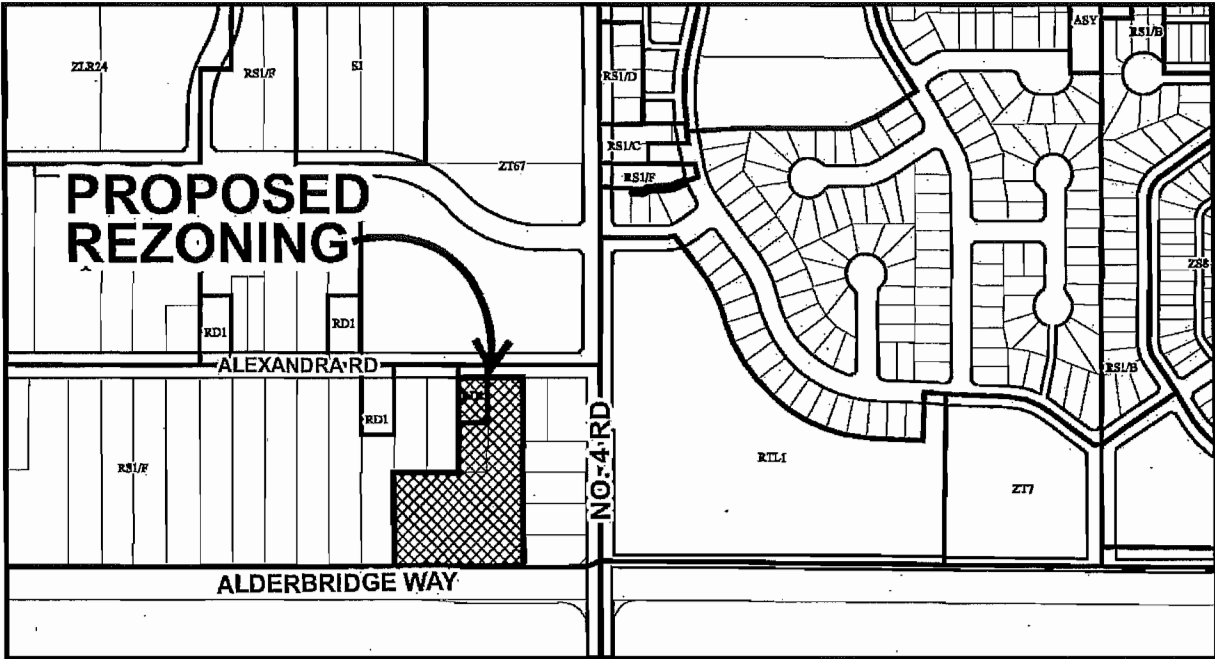 ZLR24
RS1/F
SI
ZT67
RS1/D
RS1/C
RS1/F
ASY
RS1/B
ZS8
RS1/B
PROPOSED
REZONING
RD1
RD1
ALEXANDRA RD
RD1
RS1/F
NO. 4 RD
RTL1
ZT7
ALDERBRIDGE WAY